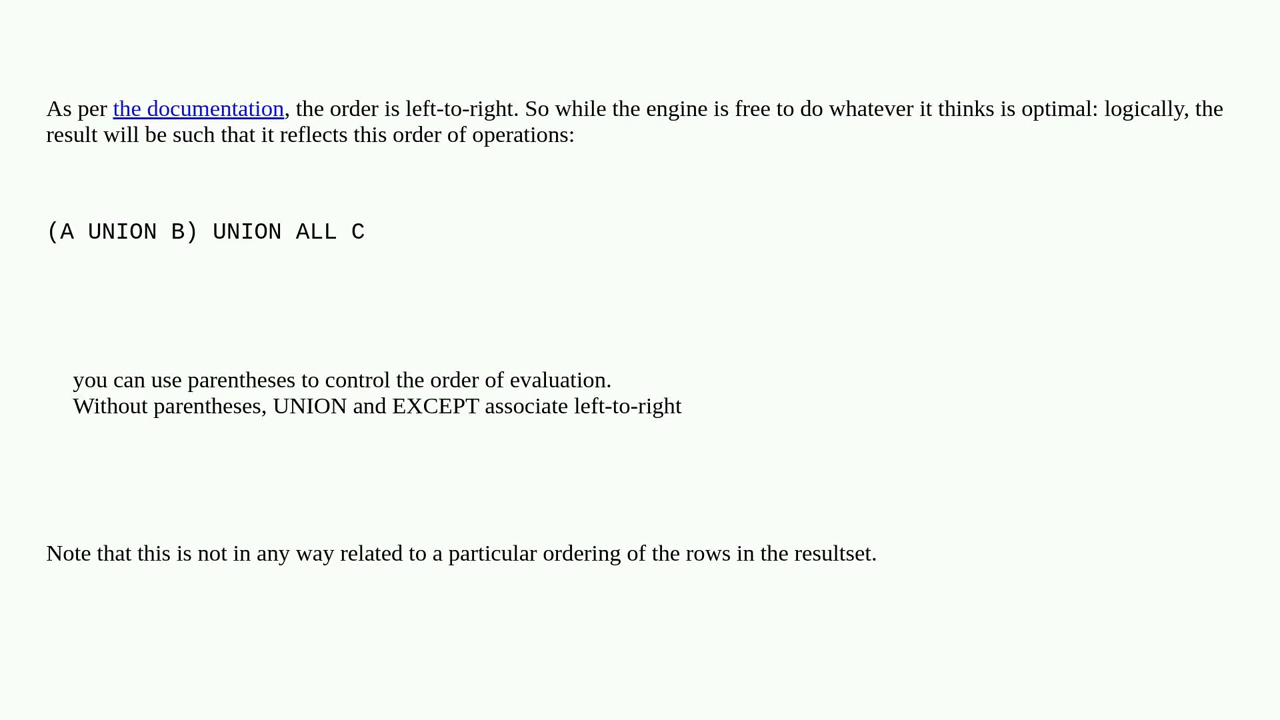 As per the documentation, the order is left-to-right. So while the engine is free to do whatever it thinks is optimal: logically, the
result will be such that it reflects this order of operations:
(A UNION B) UNION ALL C
you can use parentheses to control the order of evaluation.
Without parentheses, UNION and EXCEPT associate left-to-right
Note that this is not in any way related to a particular ordering of the rows in the resultset.